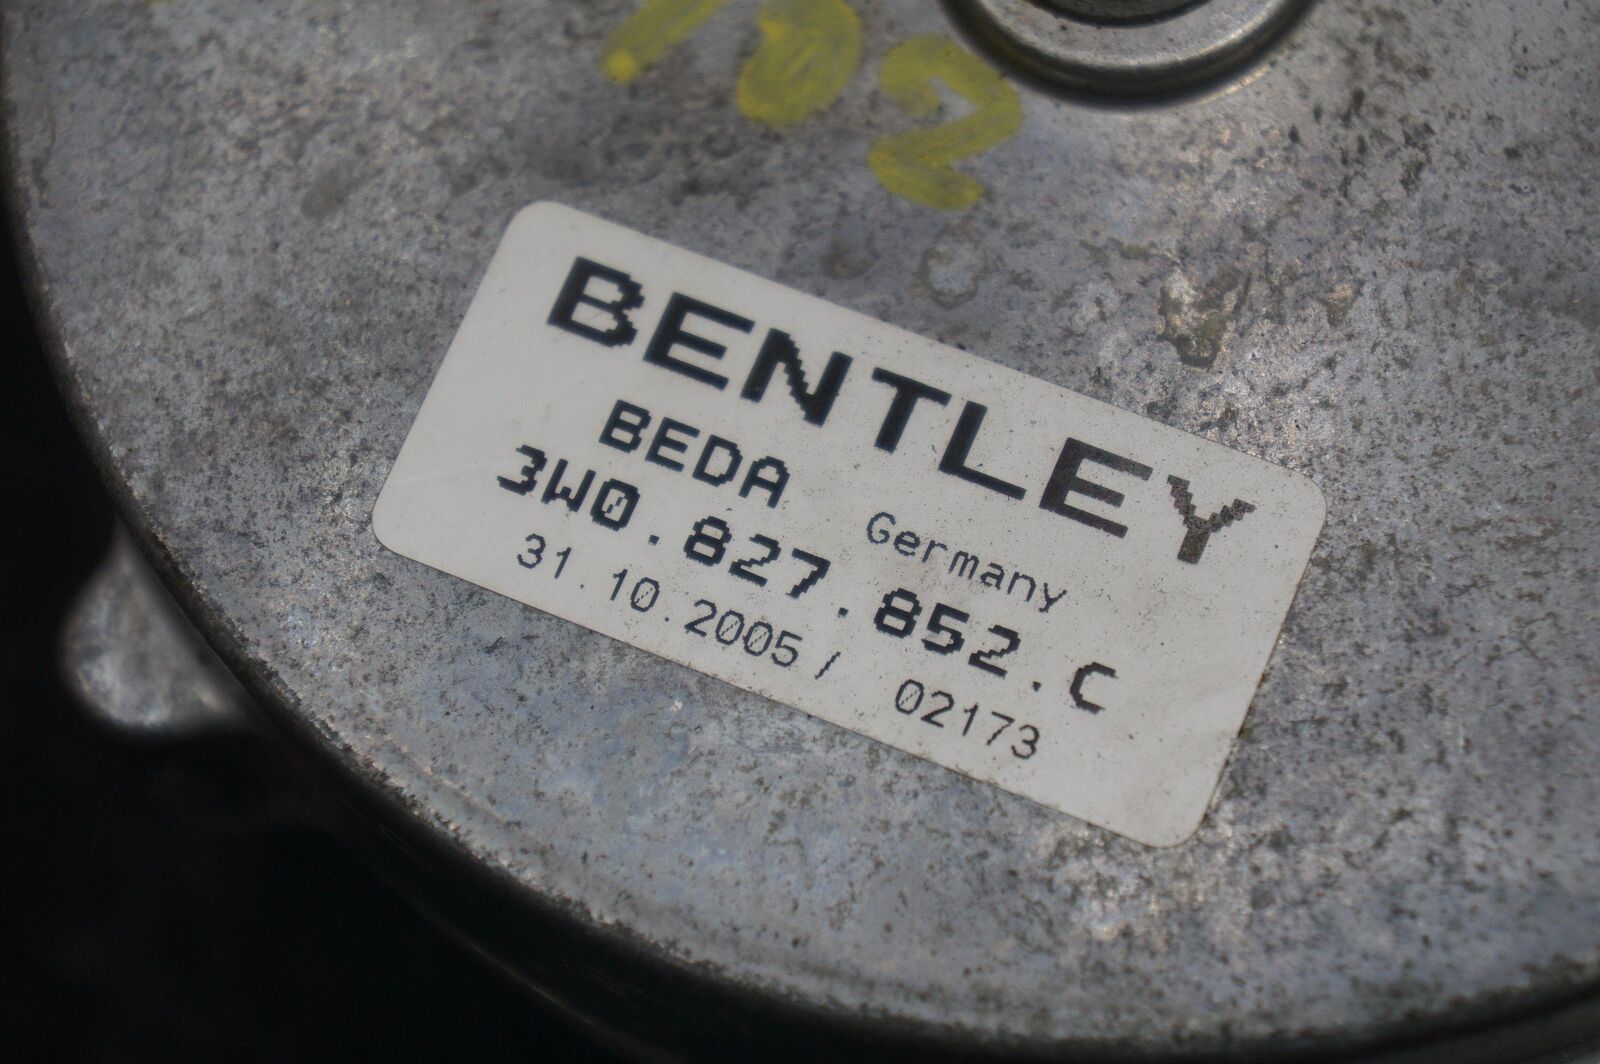 BENTLEY
BEDA Germany
3W0.827.852.C
31.10.2005/ 02173